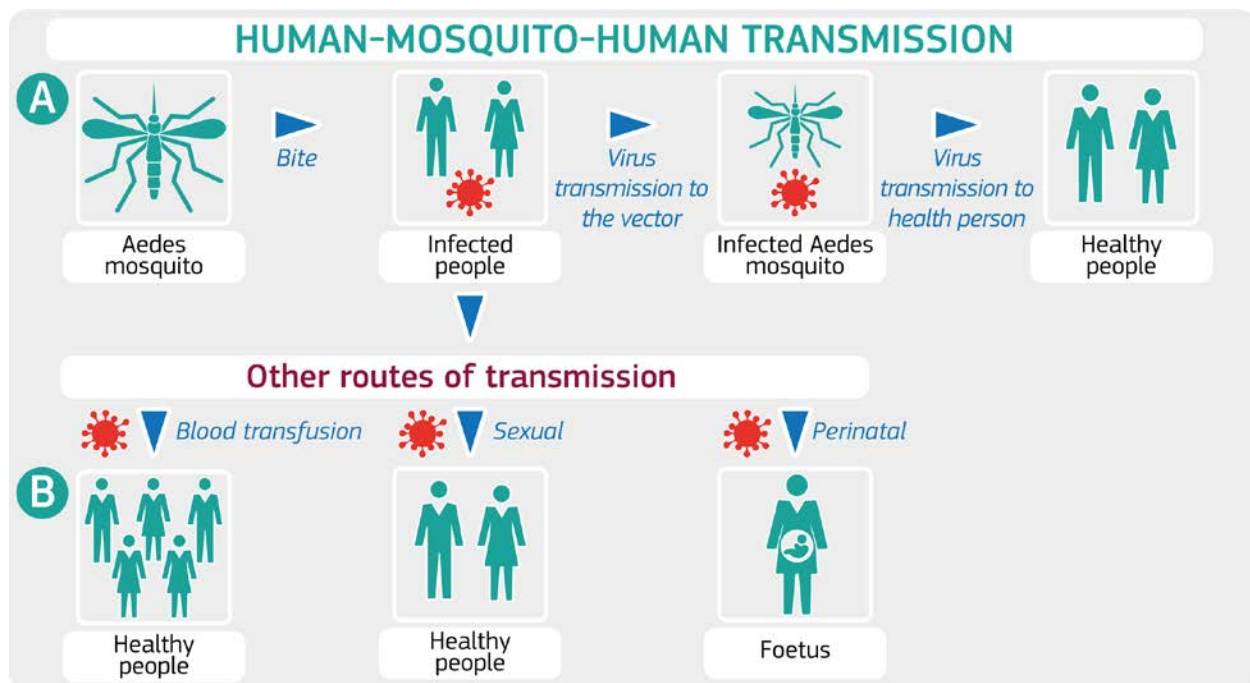 HUMAN-MOSQUITO-HUMAN TRANSMISSION
A
Bite
Virus
transmission to
the vector
Virus
transmission to
health person
Aedes
mosquito
Infected
people
Infected Aedes
mosquito
Healthy
people
Other routes of transmission
Blood transfusion
Sexual
Perinatal
B
Healthy
people
Healthy
people
Foetus